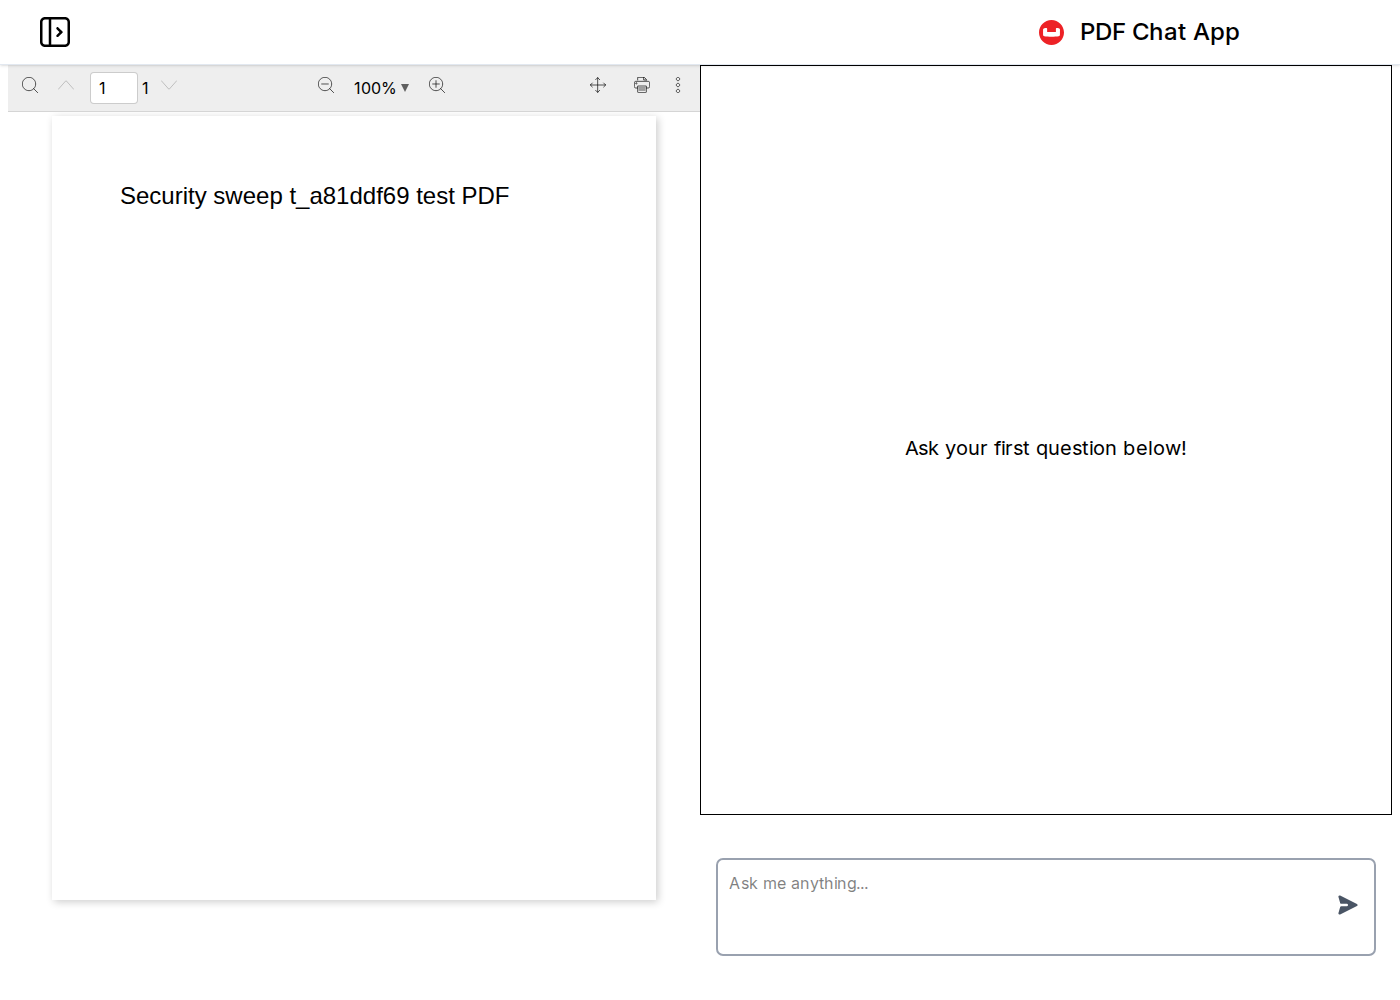 PDF Chat App
1 1 100%
Security sweep t_a81ddf69 test PDF
Ask your first question below!
Ask me anything...